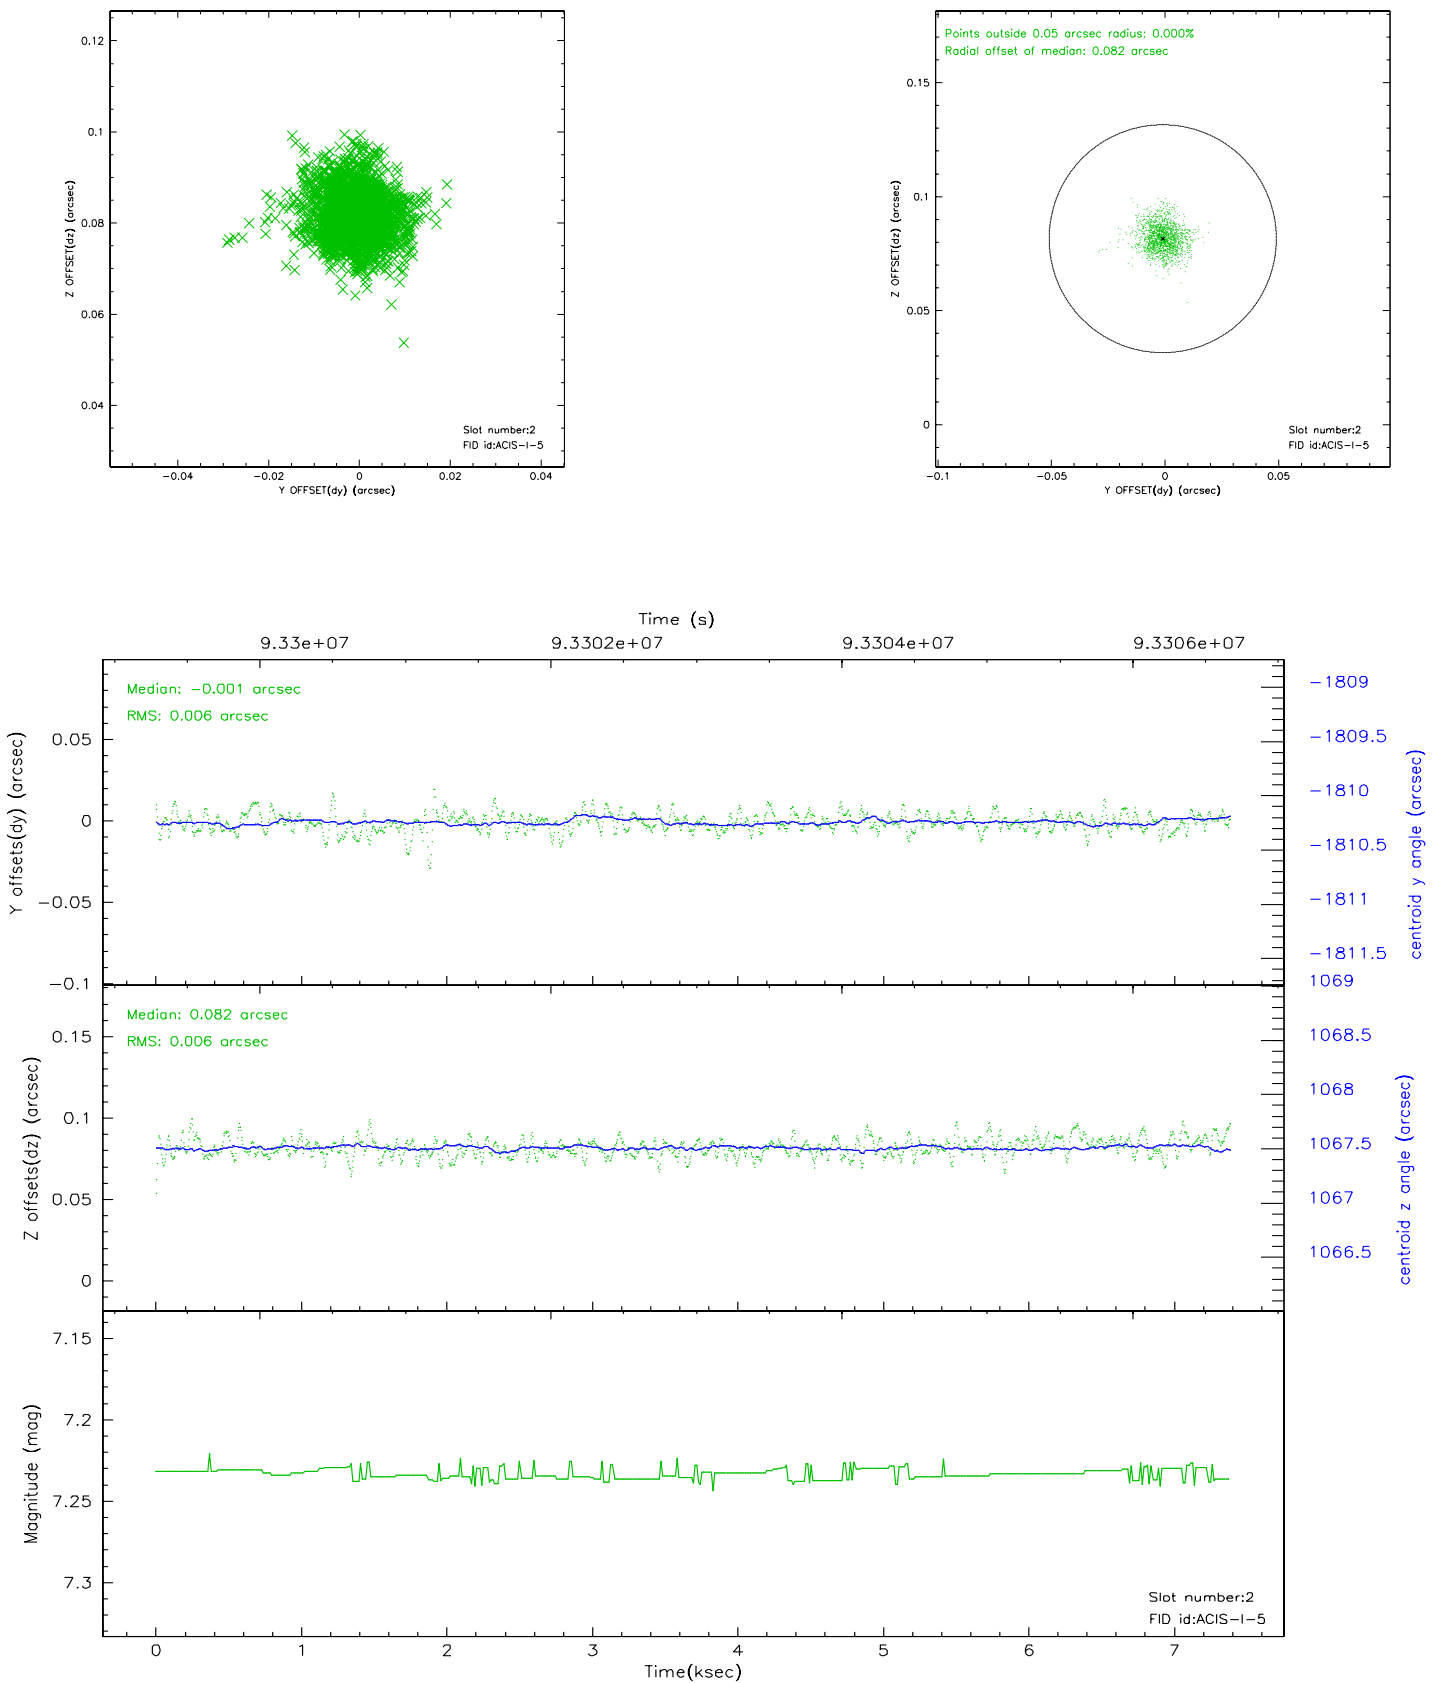 0.12
0.1
0.08
0.06
0.04
Z OFFSET(dz) (arcsec)
Slot number:2
FID id:ACIS-I-5
-0.04
-0.02
0
0.02
0.04
Y OFFSET(dy) (arcsec)
Points outside 0.05 arcsec radius: 0.000%
Radial offset of median: 0.082 arcsec
0.15
0.1
0.05
0
Z OFFSET(dz) (arcsec)
Slot number:2
FID id:ACIS-I-5
-0.1
-0.05
0
0.05
Y OFFSET(dy) (arcsec)
Time (s)
9.33e+07
9.3302e+07
9.3304e+07
9.3306e+07
Median: -0.001 arcsec
RMS: 0.006 arcsec
0.05
0
-0.05
-0.1
Y offsets(dy) (arcsec)
-1809
-1809.5
-1810
-1810.5
-1811
-1811.5
centroid y angle (arcsec)
Median: 0.082 arcsec
RMS: 0.006 arcsec
0.15
0.1
0.05
0
Z offsets(dz) (arcsec)
1069
1068.5
1068
1067.5
1067
1066.5
centroid z angle (arcsec)
7.15
7.2
7.25
7.3
Magnitude (mag)
Slot number:2
FID id:ACIS-I-5
0
1
2
3
4
5
6
7
Time(ksec)